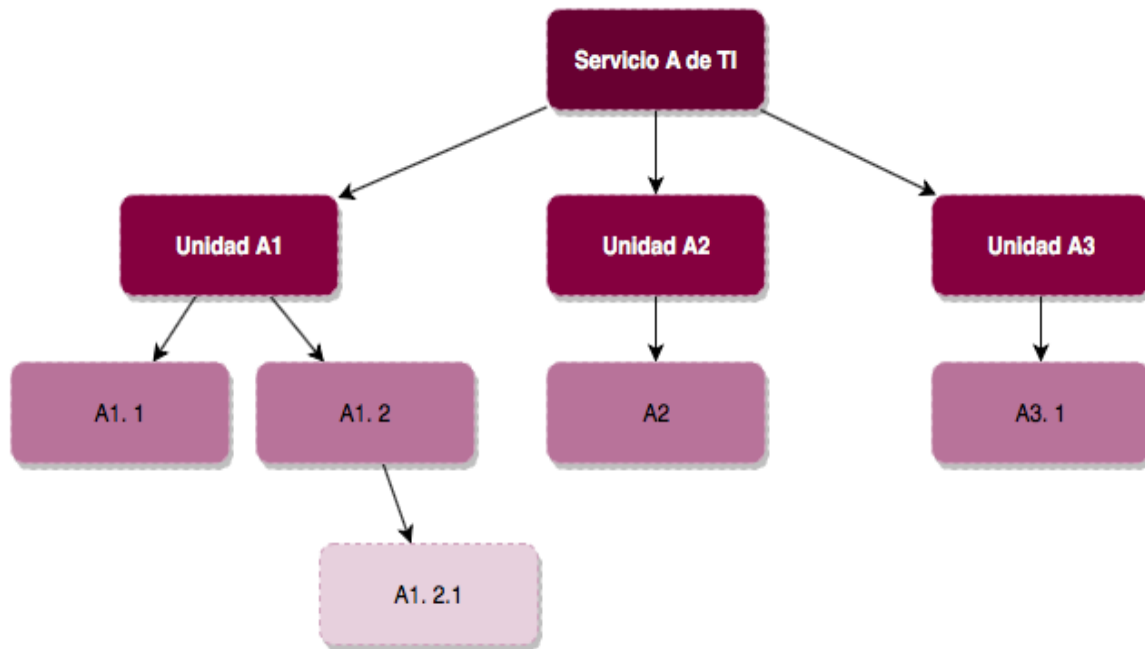 Servicio A de TI
Unidad A1
Unidad A2
Unidad A3
A1. 1
A1. 2
A2
A3. 1
A1. 2.1